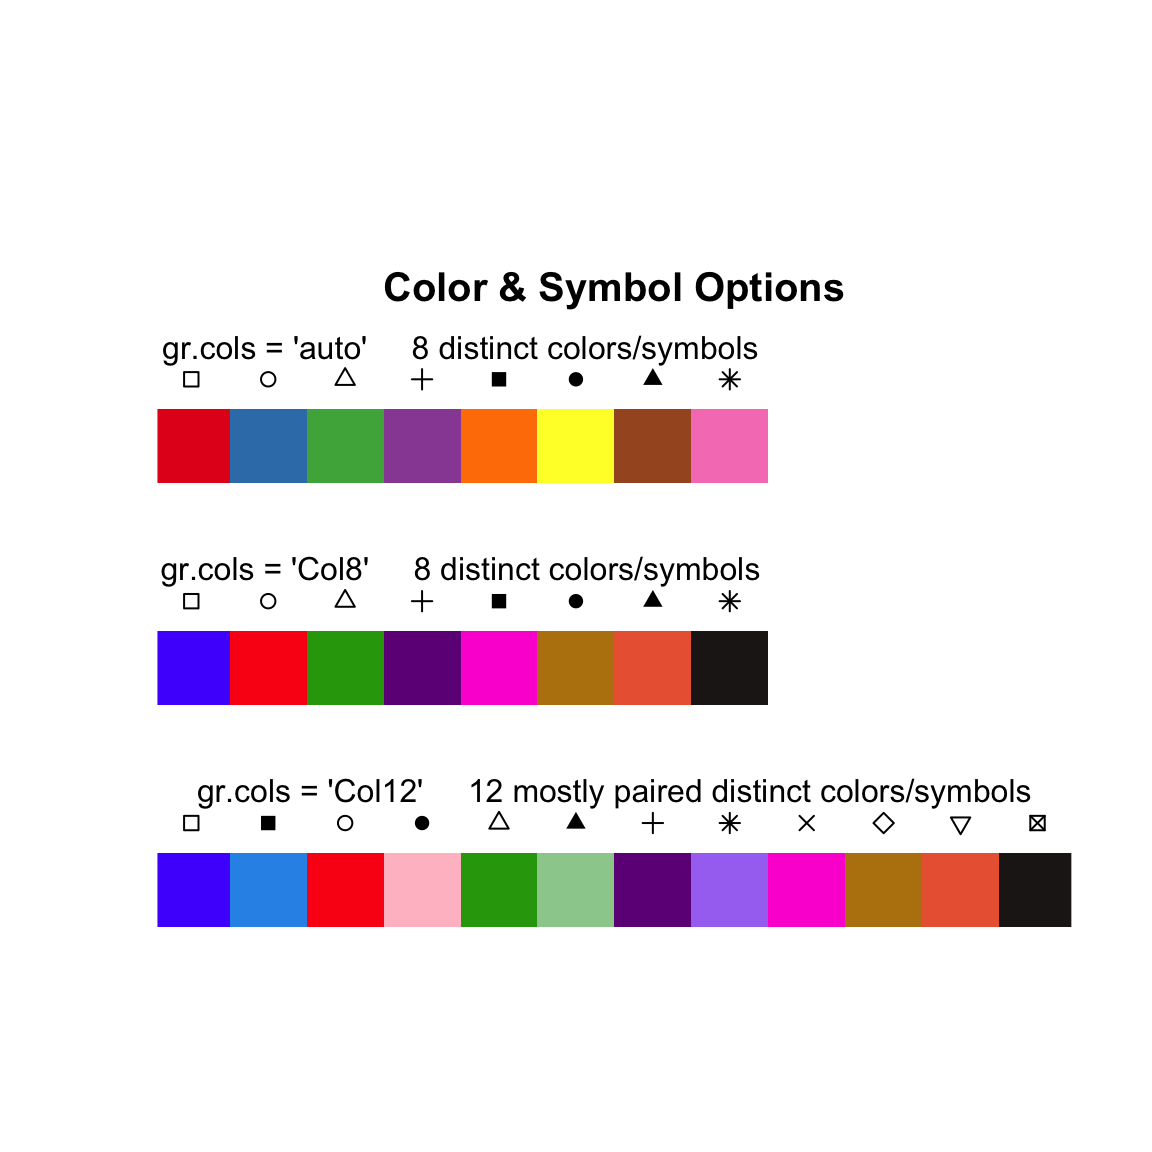 Color & Symbol Options
gr.cols = 'auto' 8 distinct colors/symbols
gr.cols = 'Col8' 8 distinct colors/symbols
gr.cols = 'Col12' 12 mostly paired distinct colors/symbols